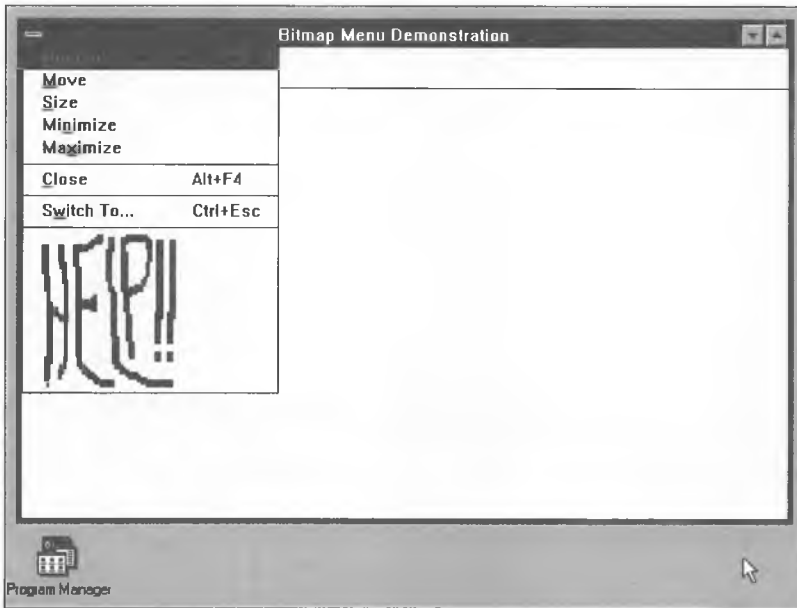 Bitmap Menu Demonstration
Move
Size
Minimize
Maximize
Close Alt+F4
Switch To... Ctrl+Esc
HELP!!
Program Manager